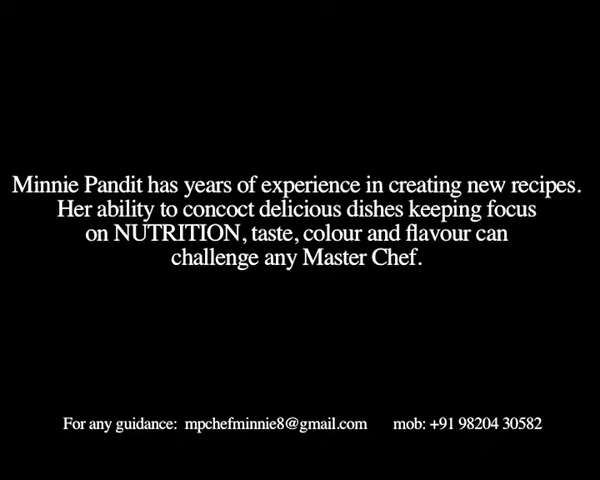 Minnie Pandit has years of experience in creating new recipes.
Her ability to concoct delicious dishes keeping focus
on NUTRITION, taste, colour and flavour can
challenge any Master Chef.
For any guidance: mpchefminnie8@gmail.com mob: +91 98204 30582